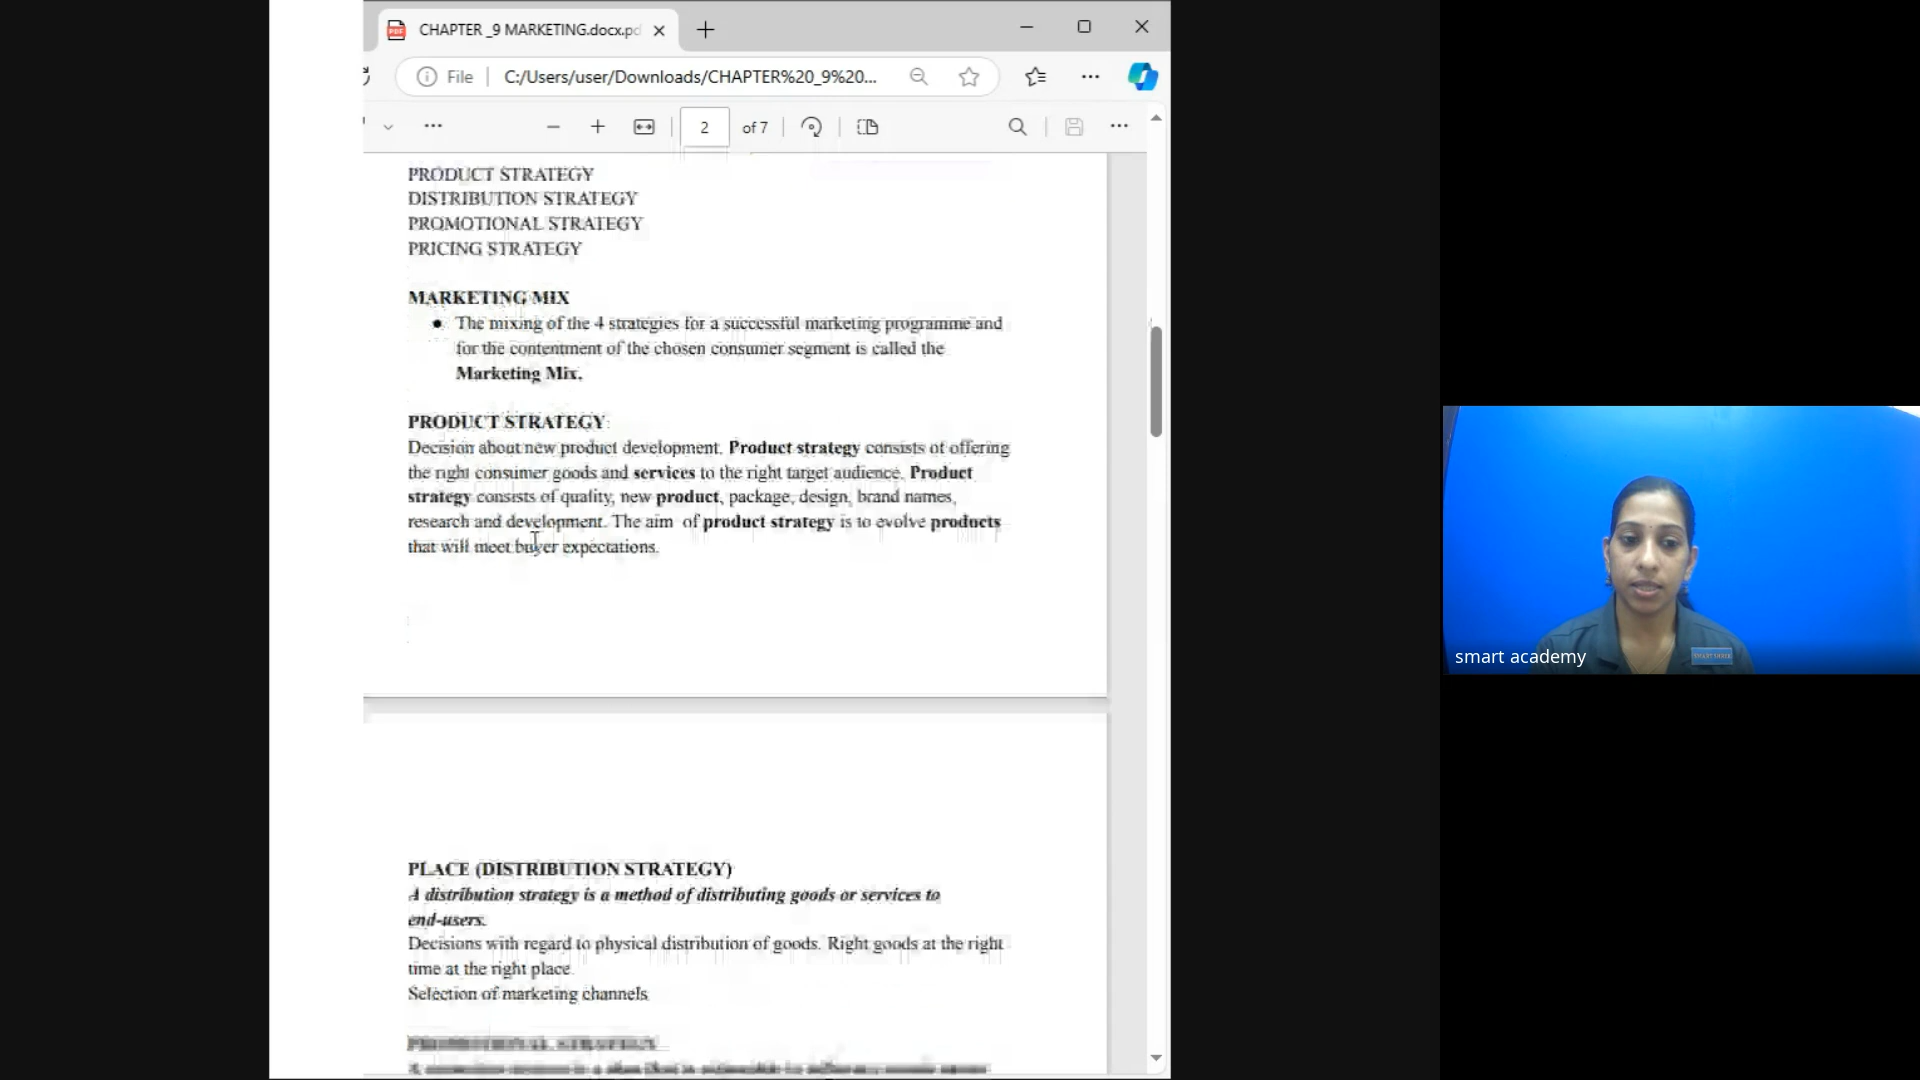 CHAPTER _9 MARKETING.docx.pd
File
C:/Users/user/Downloads/CHAPTER%20_9%20...
2 of 7
PRODUCT STRATEGY
DISTRIBUTION STRATEGY
PROMOTIONAL STRATEGY
PRICING STRATEGY
MARKETING MIX
● The mixing of the 4 strategies for a successful marketing programme and
for the contentment of the chosen consumer segment is called the
Marketing Mix.
PRODUCT STRATEGY:
Decision about new product development. Product strategy consists of offering
the right consumer goods and services to the right target audience. Product
strategy consists of quality, new product, package, design, brand names,
research and development. The aim of product strategy is to evolve products
that will meet buyer expectations.
PLACE (DISTRIBUTION STRATEGY)
A distribution strategy is a method of distributing goods or services to
end-users.
Decisions with regard to physical distribution of goods. Right goods at the right
time at the right place.
Selection of marketing channels
PROMOTIONAL STRATEGY
smart academy